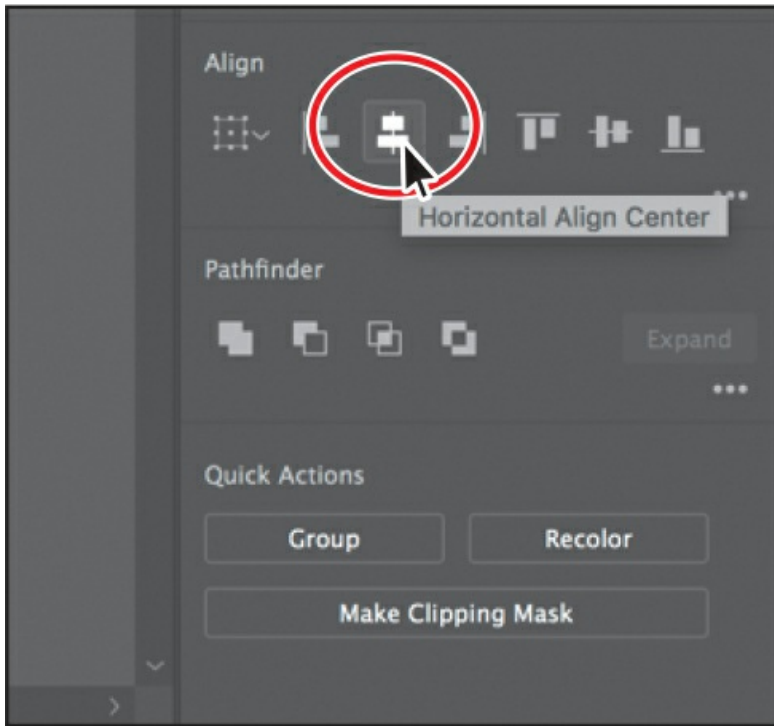 Align
Horizontal Align Center
Pathfinder
Expand
Quick Actions
Group
Recolor
Make Clipping Mask